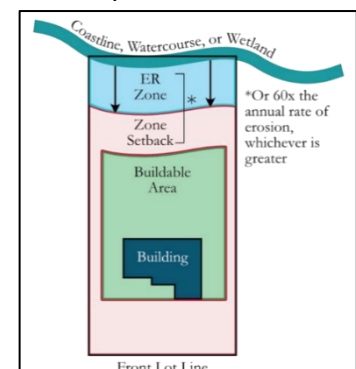 Coastline, Watercourse, or Wetland
ER
Zone
*
Zone
Setback
*Or 60x the
annual rate of
erosion,
whichever is
greater
Buildable
Area
Building
Front Lot Line